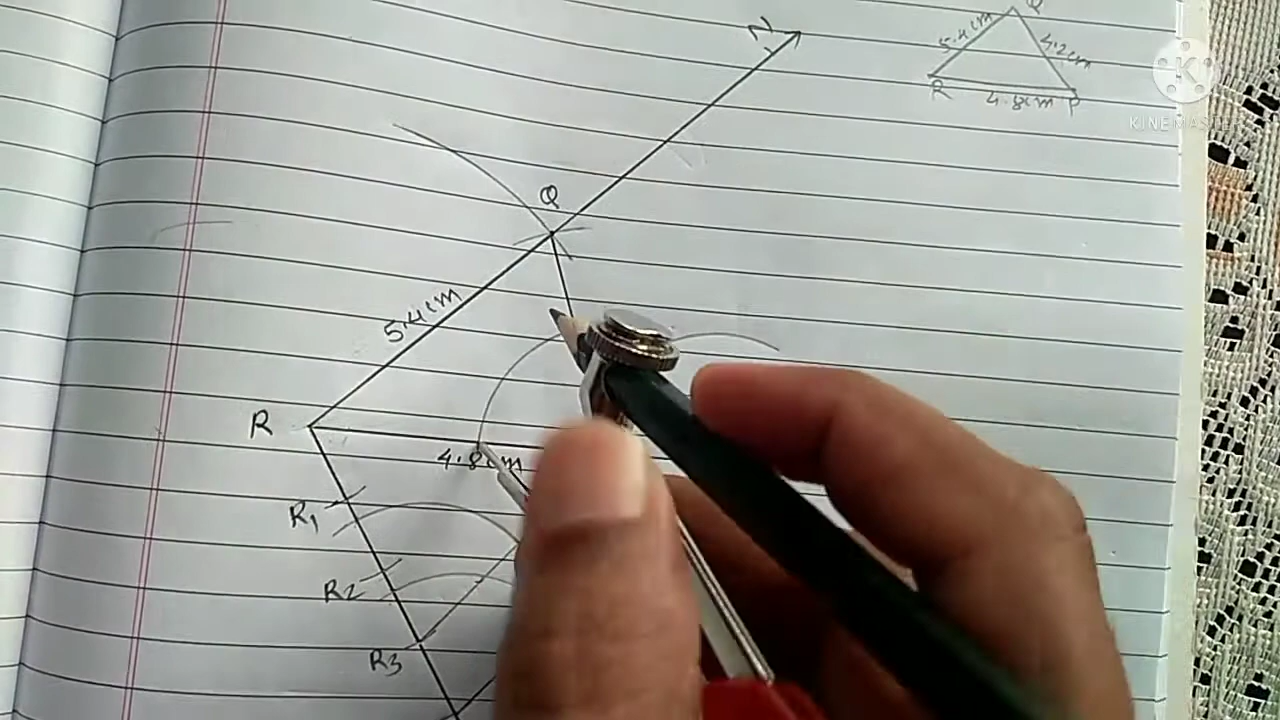 N
Q
5.4cm
4.2cm
R
4.8cm P
K
KINEMASTER
Q
5.4cm
R
4.8cm
R1
R2
R3